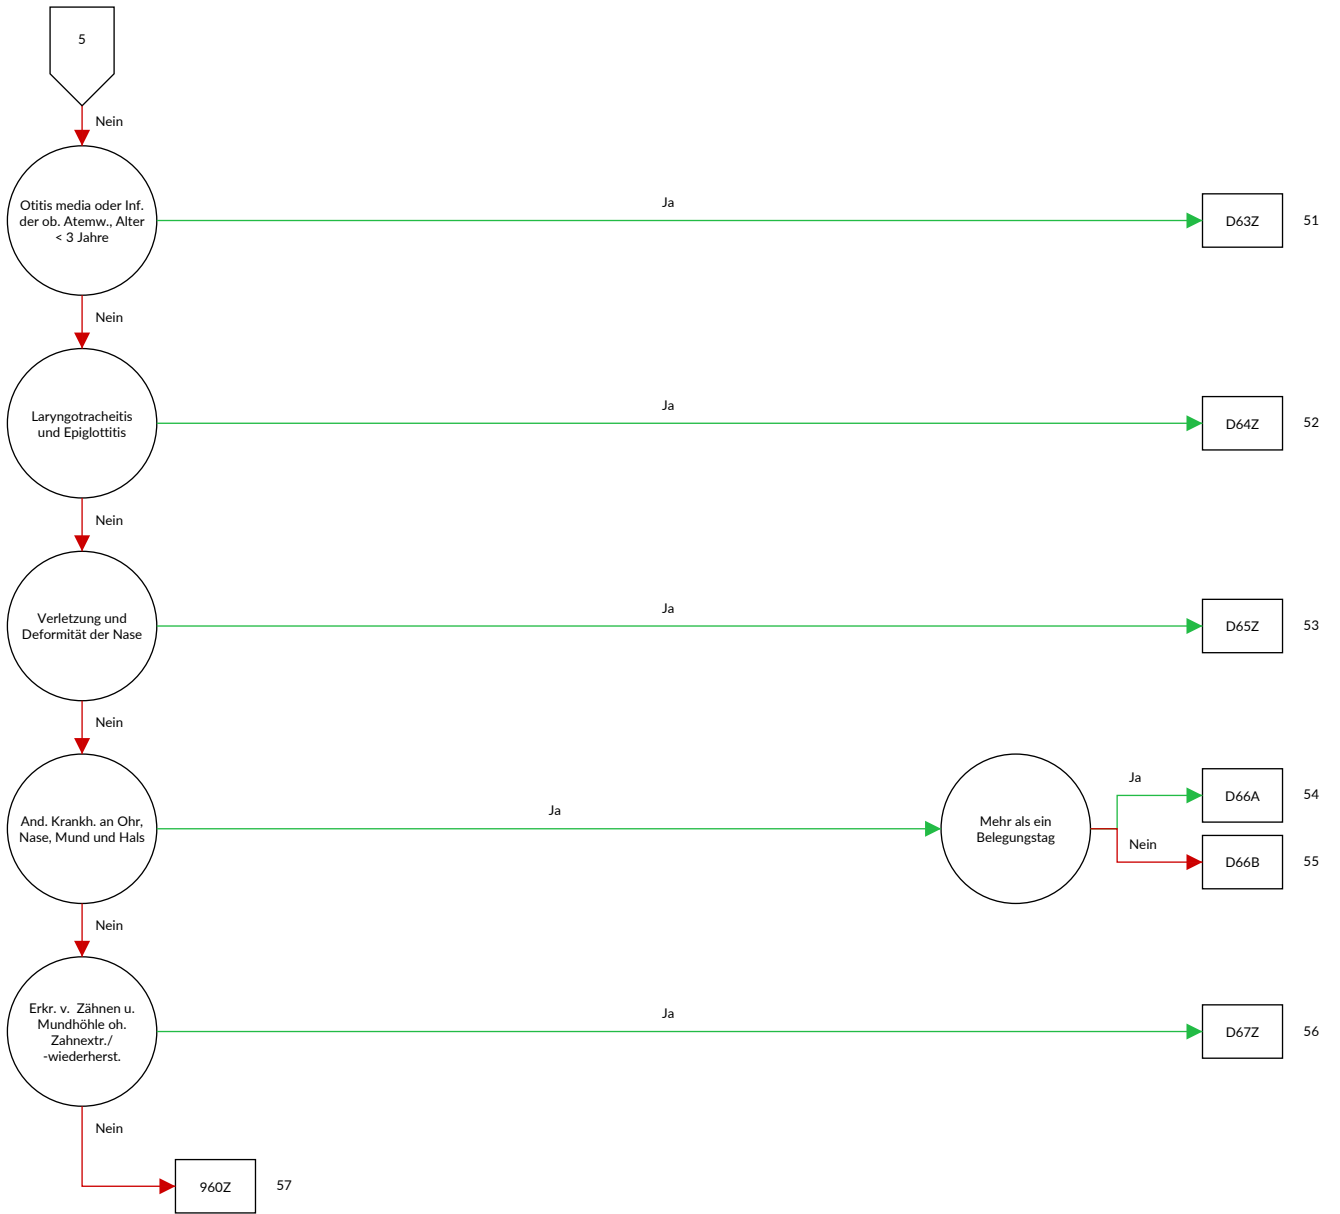 5
Nein
Otitis media oder Inf.
der ob. Atemw., Alter
< 3 Jahre
Ja
D63Z
51
Nein
Laryngotracheitis
und Epiglottitis
Ja
D64Z
52
Nein
Verletzung und
Deformität der Nase
Ja
D65Z
53
Nein
And. Krankh. an Ohr,
Nase, Mund und Hals
Ja
Mehr als ein
Belegungstag
Ja
D66A
54
Nein
D66B
55
Nein
Erkr. v.  Zähnen u.
Mundhöhle oh.
Zahnextr./
-wiederherst.
Ja
D67Z
56
Nein
960Z
57